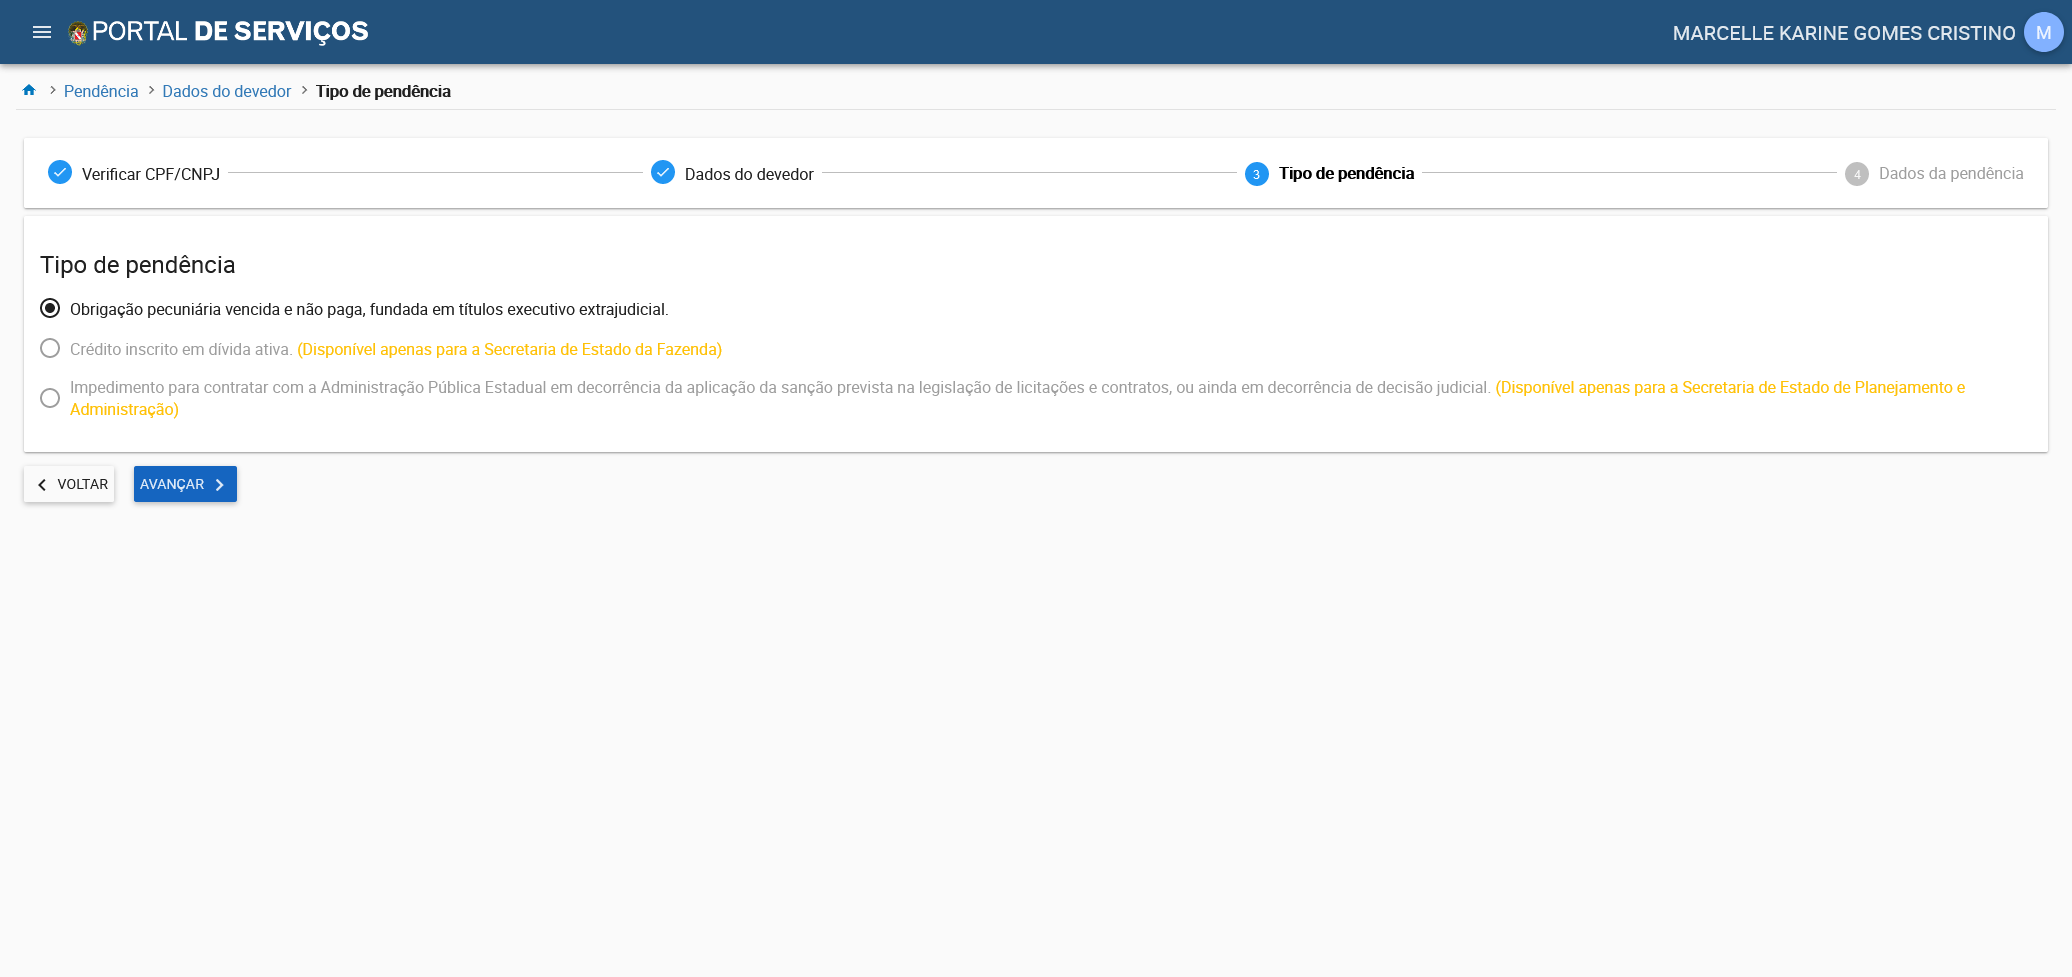 PORTAL DE SERVIÇOS
MARCELLE KARINE GOMES CRISTINO M
Pendência > Dados do devedor > Tipo de pendência
Verificar CPF/CNPJ
Dados do devedor
3 Tipo de pendência
4 Dados da pendência
Tipo de pendência
Obrigação pecuniária vencida e não paga, fundada em títulos executivo extrajudicial.
Crédito inscrito em dívida ativa. (Disponível apenas para a Secretaria de Estado da Fazenda)
Impedimento para contratar com a Administração Pública Estadual em decorrência da aplicação da sanção prevista na legislação de licitações e contratos, ou ainda em decorrência de decisão judicial. (Disponível apenas para a Secretaria de Estado de Planejamento e
Administração)
VOLTAR
AVANÇAR